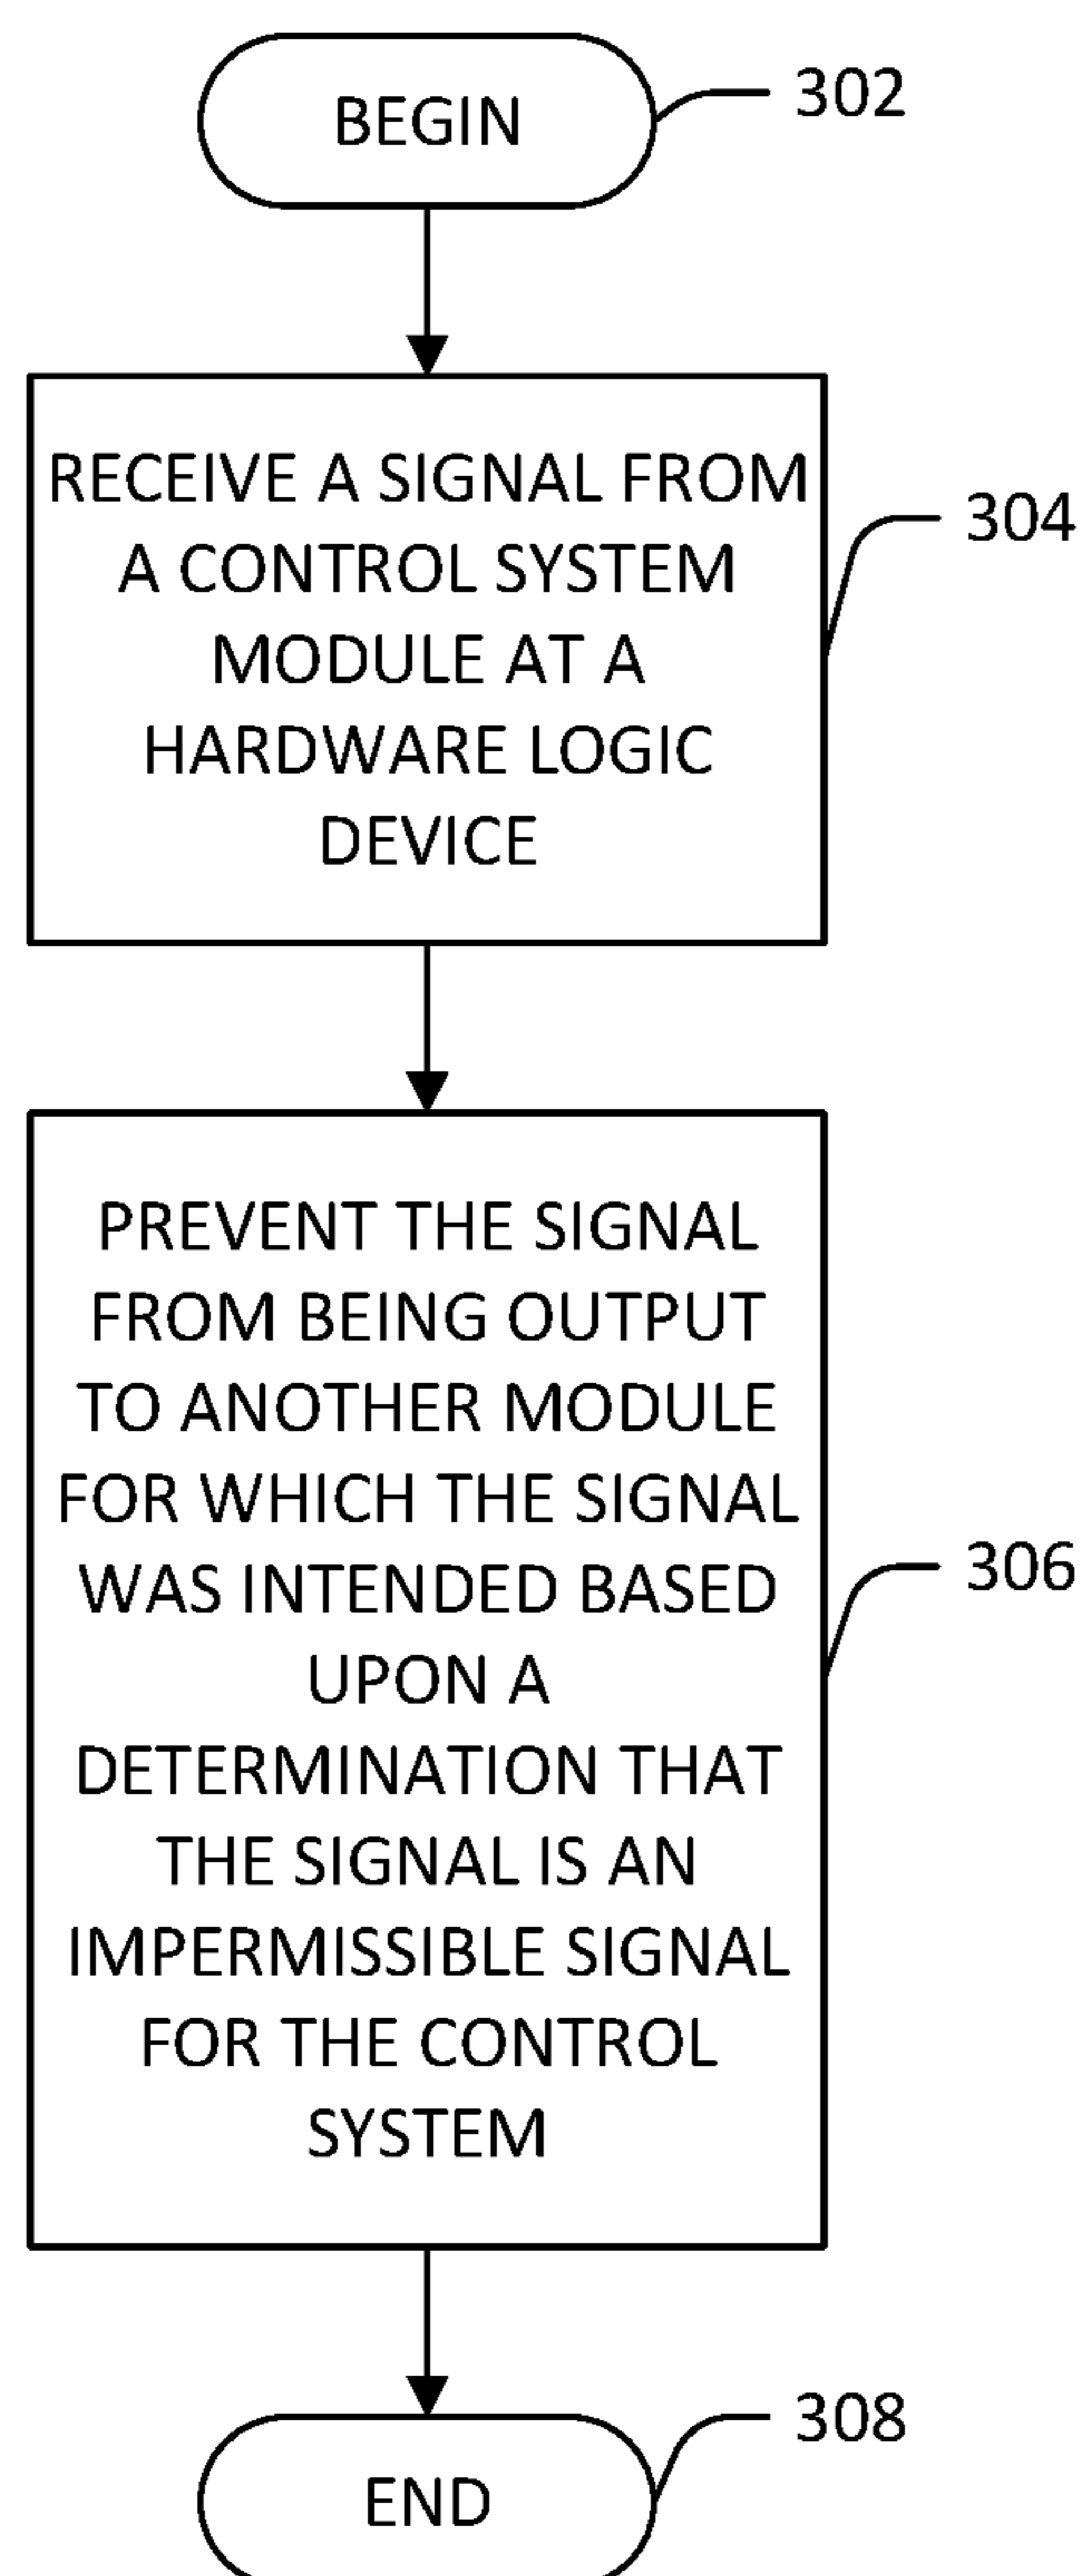 BEGIN
302
RECEIVE A SIGNAL FROM
A CONTROL SYSTEM
MODULE AT A
HARDWARE LOGIC
DEVICE
304
PREVENT THE SIGNAL
FROM BEING OUTPUT
TO ANOTHER MODULE
FOR WHICH THE SIGNAL
WAS INTENDED BASED
UPON A
DETERMINATION THAT
THE SIGNAL IS AN
IMPERMISSIBLE SIGNAL
FOR THE CONTROL
SYSTEM
306
END
308